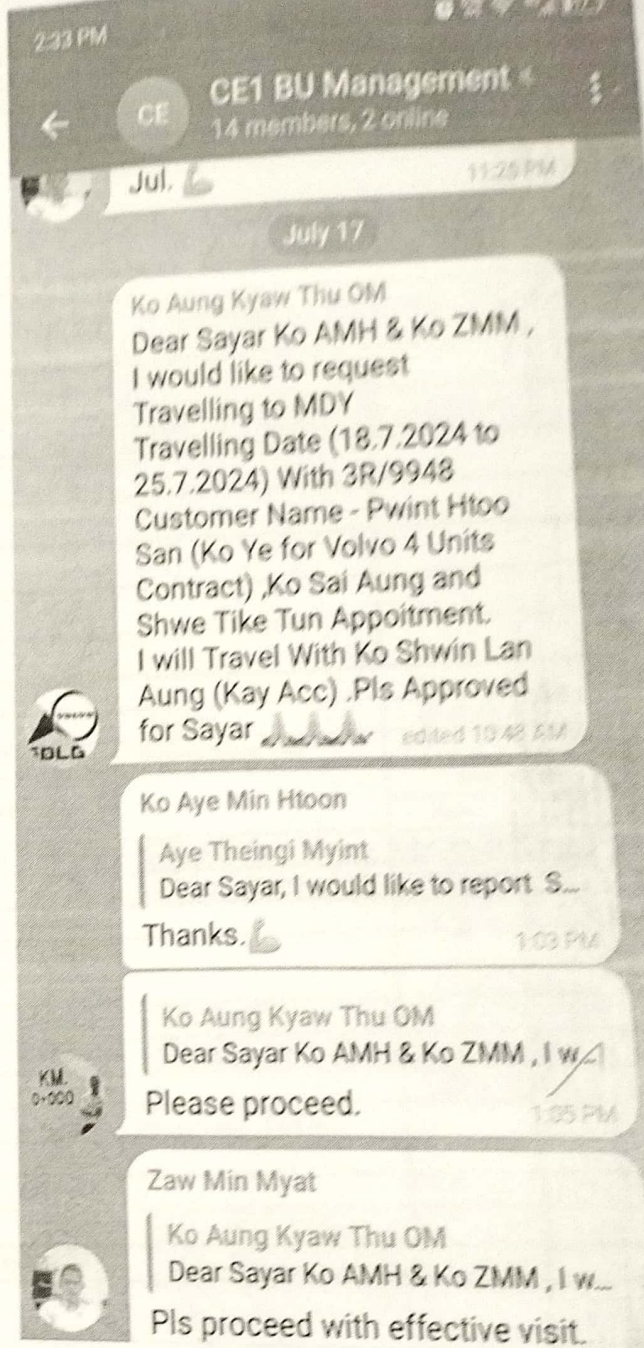 2:33 PM
CE
CE1 BU Management
14 members, 2 online
Jul.
11:25 PM
July 17
Ko Aung Kyaw Thu OM
Dear Sayar Ko AMH & Ko ZMM ,
I would like to request
Travelling to MDY
Travelling Date (18.7.2024 to
25.7.2024) With 3R/9948
Customer Name - Pwint Htoo
San (Ko Ye for Volvo 4 Units
Contract) ,Ko Sai Aung and
Shwe Tike Tun Appoitment.
I will Travel With Ko Shwin Lan
Aung (Kay Acc) .Pls Approved
for Sayar
edited 10:48 AM
VOLVO
SDLG
Ko Aye Min Htoon
Aye Theingi Myint
Dear Sayar, I would like to report S...
Thanks.
1:03 PM
Ko Aung Kyaw Thu OM
Dear Sayar Ko AMH & Ko ZMM , I w...
Please proceed.
1:05 PM
KM.
0+000
Zaw Min Myat
Ko Aung Kyaw Thu OM
Dear Sayar Ko AMH & Ko ZMM , I w...
Pls proceed with effective visit.